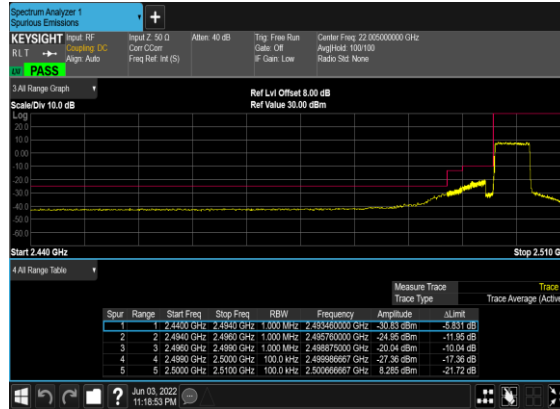 Spectrum Analyzer 1
Spurious Emissions
KEYSIGHT Input: RF Input Z: 50 Ω Atten: 40 dB Trig: Free Run Center Freq: 22.005000000 GHz
RLT Coupling: DC Corr CCorr Gate: Off Avg|Hold: 100/100
Align: Auto Freq Ref: Int (S) IF Gain: Low Radio Std: None
PASS
3 All Range Graph
Ref Lvl Offset 8.00 dB
Scale/Div 10.0 dB Ref Value 30.00 dBm
Log
20.0
10.0
0.00
-10.0
-20.0
-30.0
-40.0
-50.0
-60.0
Start 2.440 GHz Stop 2.510 G
4 All Range Table
Measure Trace Trace
Trace Type Trace Average (Active
Spur Range Start Freq Stop Freq RBW Frequency Amplitude ΔLimit
1 1 2.4400 GHz 2.4940 GHz 1.000 MHz 2.493460000 GHz -30.83 dBm -5.831 dB
2 2 2.4940 GHz 2.4960 GHz 1.000 MHz 2.495760000 GHz -24.95 dBm -11.95 dB
3 3 2.4960 GHz 2.4990 GHz 1.000 MHz 2.498875000 GHz -20.04 dBm -10.04 dB
4 4 2.4990 GHz 2.5000 GHz 100.0 kHz 2.499986667 GHz -27.36 dBm -17.36 dB
5 5 2.5000 GHz 2.5100 GHz 100.0 kHz 2.500666667 GHz 8.285 dBm -21.72 dB
Jun 03, 2022
11:18:53 PM